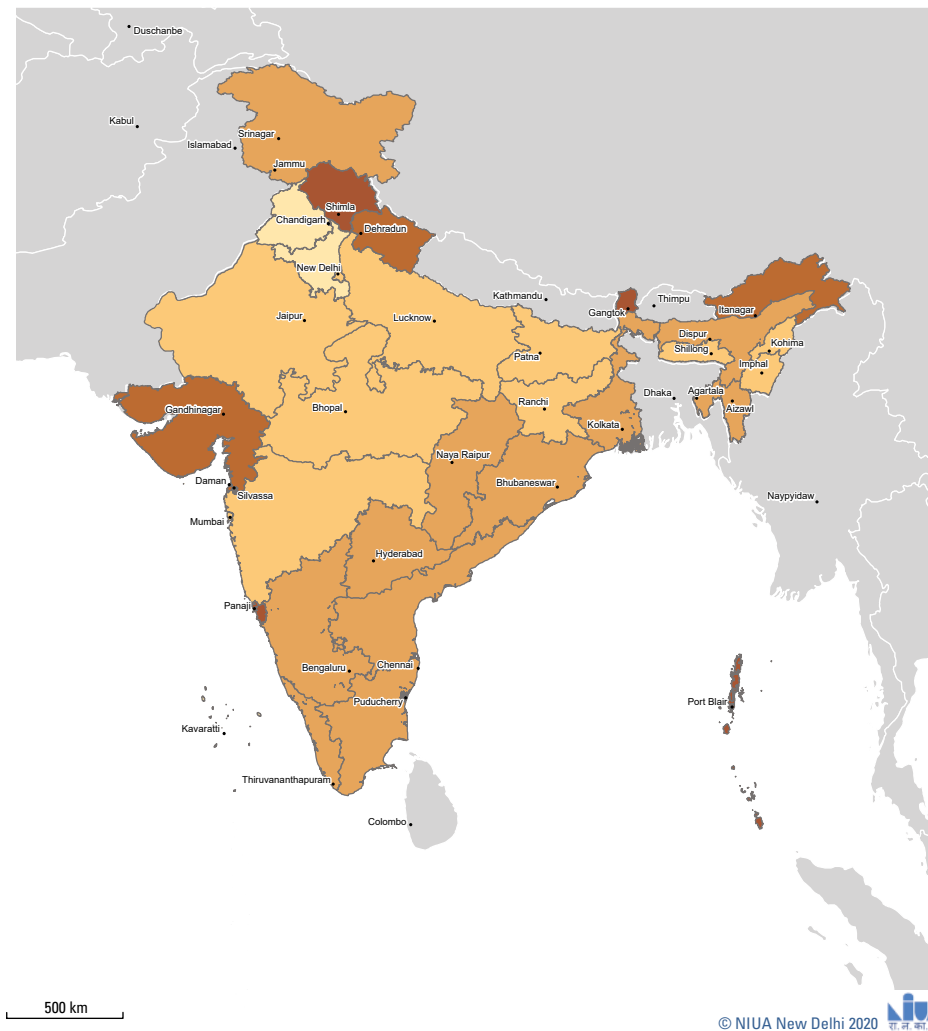 Duschanbe
Kabul
Srinagar
Islamabad
Jammu
Shimla
Chandigarh
Dehradun
New Delhi
Kathmandu
Thimpu
Gangtok
Itanagar
Jaipur
Lucknow
Dispur
Kohima
Shillong
Patna
Imphal
Dhaka
Agartala
Ranchi
Aizawl
Bhopal
Gandhinagar
Kolkata
Naya Raipur
Daman
Bhubaneswar
Silvassa
Naypyidaw
Mumbai
Hyderabad
Panaji
Bengaluru
Chennai
Puducherry
Port Blair
Kavaratti
Thiruvananthapuram
Colombo
500 km
© NIUA New Delhi 2020
NIU
रा.न.का.